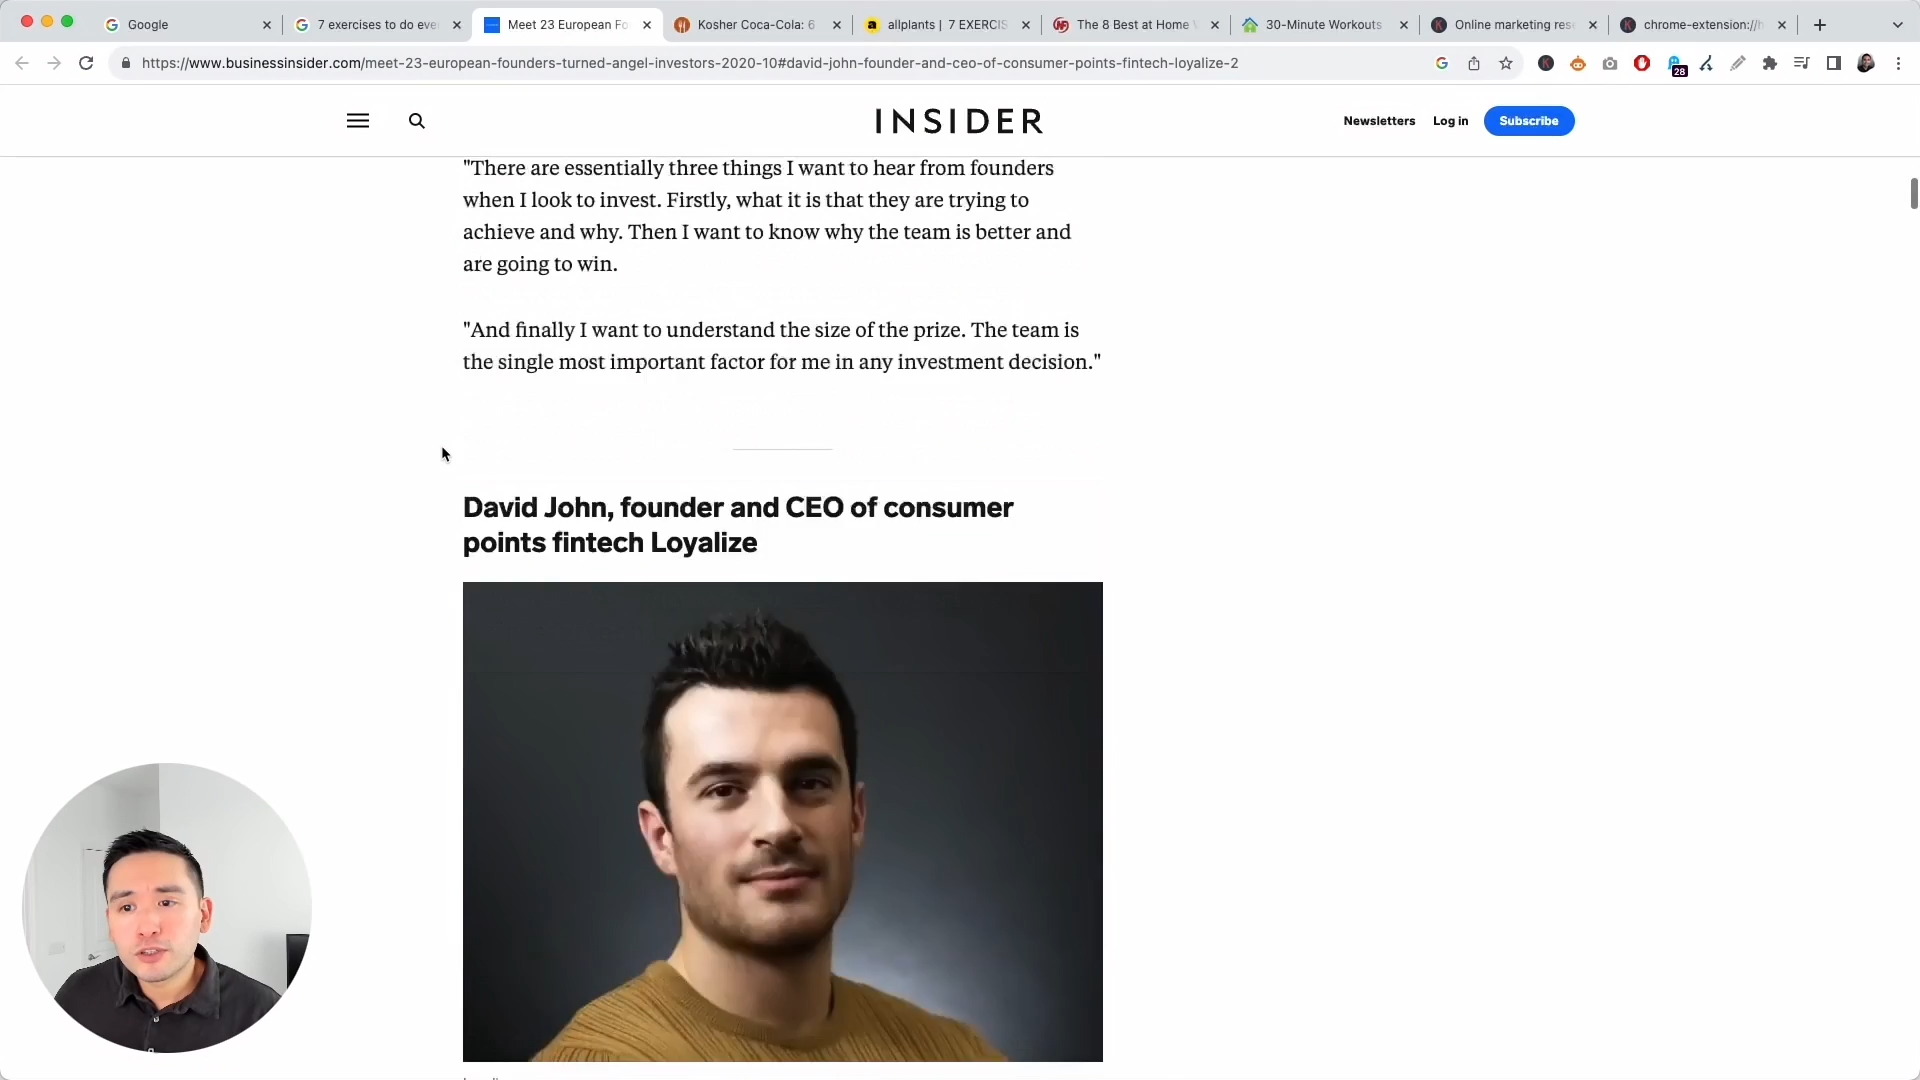 Google
7 exercises to do eve
Meet 23 European Fo
Kosher Coca-Cola: 6
allplants | 7 EXERCIS
The 8 Best at Home
30-Minute Workouts
Online marketing res
chrome-extension://h
https://www.businessinsider.com/meet-23-european-founders-turned-angel-investors-2020-10#david-john-founder-and-ceo-of-consumer-points-fintech-loyalize-2
28
INSIDER
Newsletters
Log in
Subscribe
"There are essentially three things I want to hear from founders
when I look to invest. Firstly, what it is that they are trying to
achieve and why. Then I want to know why the team is better and
are going to win.
"And finally I want to understand the size of the prize. The team is
the single most important factor for me in any investment decision."
David John, founder and CEO of consumer
points fintech Loyalize